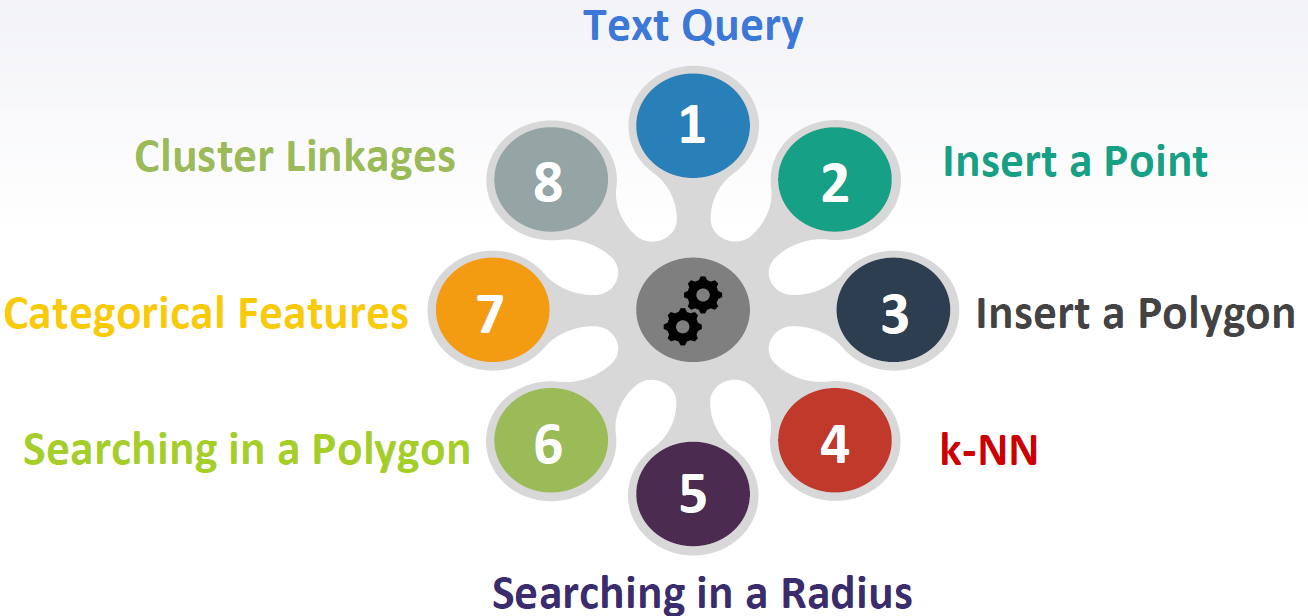 Text Query
1
Cluster Linkages
8
2
Insert a Point
Categorical Features
7
3
Insert a Polygon
Searching in a Polygon
6
4
k-NN
5
Searching in a Radius